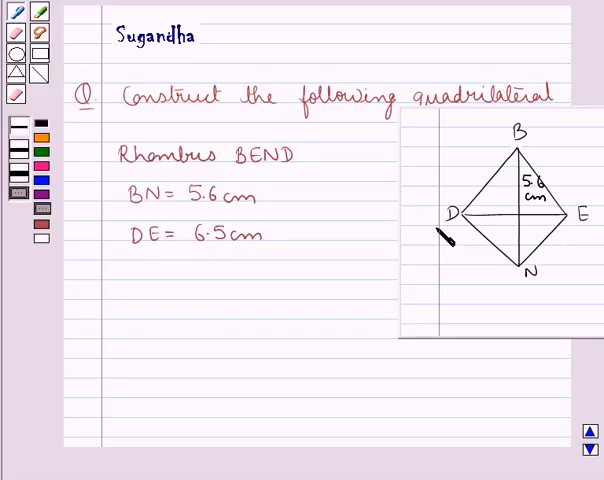 Sugandha
Q. Construct the following quadrilateral
Rhombus BEND
BN = 5.6 cm
DE = 6.5 cm
B
5.6
cm
D
E
N